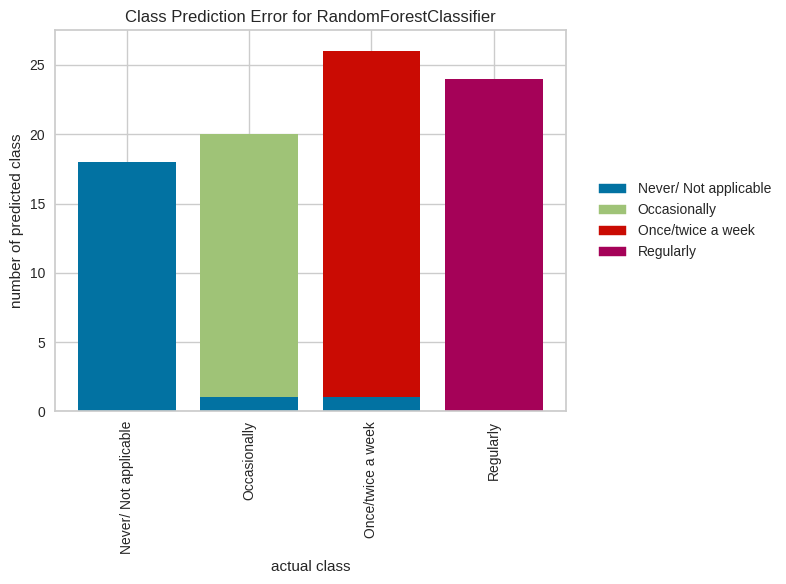 Class Prediction Error for RandomForestClassifier
number of predicted class
25
20
15
10
5
0
Never/ Not applicable
Occasionally
Once/twice a week
Regularly
actual class
Never/ Not applicable
Occasionally
Once/twice a week
Regularly